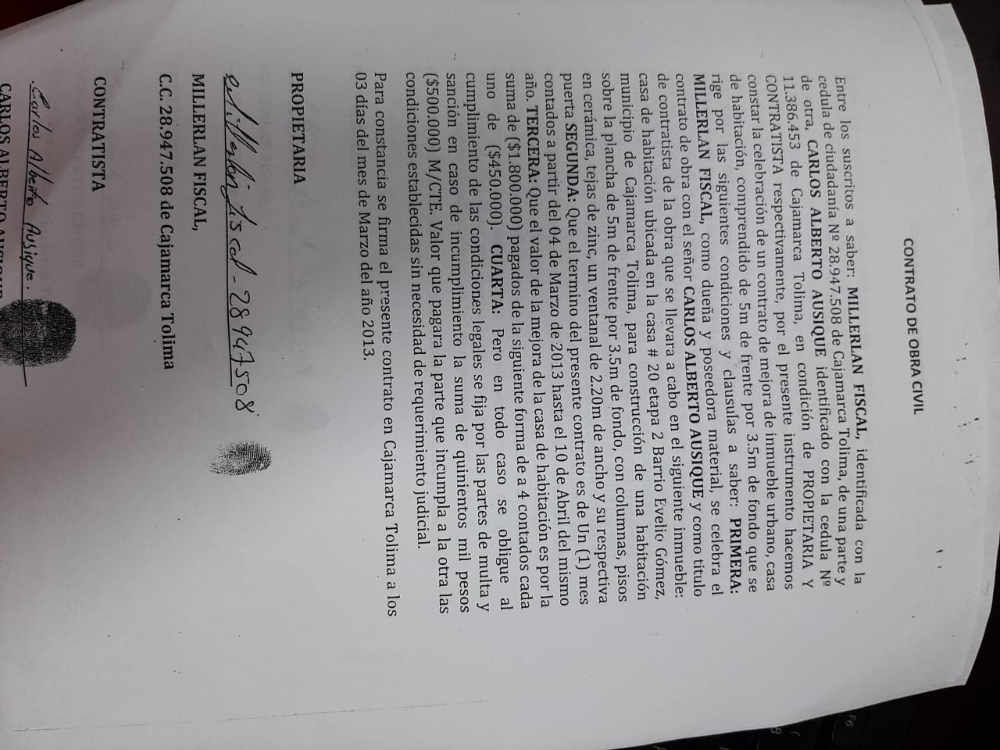 CONTRATO DE OBRA CIVIL
Entre los suscritos a saber: MILLERLAN FISCAL, identificada con la
cedula de ciudadanía Nº 28.947.508 de Cajamarca Tolima, de una parte y
de otra, CARLOS ALBERTO AUSIQUE identificado con la cedula Nº
11.386.453 de Cajamarca Tolima, en condición de PROPIETARIA Y
CONTRATISTA respectivamente, por el presente instrumento hacemos
constar la celebración de un contrato de mejora de inmueble urbano, casa
de habitación, comprendido de 5m de frente por 3.5m de fondo que se
rige por las siguientes condiciones y clausulas a saber: PRIMERA:
MILLERLAN FISCAL, como dueña y poseedora material, se celebra el
contrato de obra con el señor CARLOS ALBERTO AUSIQUE y como titulo
de contratista de la obra que se llevara a cabo en el siguiente inmueble:
casa de habitación ubicada en la casa # 20 etapa 2 Barrio Evelio Gómez,
municipio de Cajamarca Tolima, para construcción de una habitación
sobre la plancha de 5m de frente por 3.5m de fondo, con columnas, pisos
en cerámica, tejas de zinc, un ventanal de 2.20m de ancho y su respectiva
puerta SEGUNDA: Que el termino del presente contrato es de Un (1) mes
contados a partir del 04 de Marzo de 2013 hasta el 10 de Abril del mismo
año. TERCERA: Que el valor de la mejora de la casa de habitación es por la
suma de ($1.800.000) pagados de la siguiente forma de a 4 contados cada
uno de ($450.000). CUARTA: Pero en todo caso se obligue al
cumplimiento de las condiciones legales se fija por las partes de multa y
sanción en caso de incumplimiento la suma de quinientos mil pesos
($500.000) M/CTE. Valor que pagara la parte que incumpla a la otra las
condiciones establecidas sin necesidad de requerimiento judicial.
Para constancia se firma el presente contrato en Cajamarca Tolima a los
03 días del mes de Marzo del año 2013.
PROPIETARIA
28947508
MILLERLAN FISCAL,
C.C. 28.947.508 de Cajamarca Tolima
CONTRATISTA
Carlos Alberto Ausique.
CARLOS ALBERTO AUSIQUE